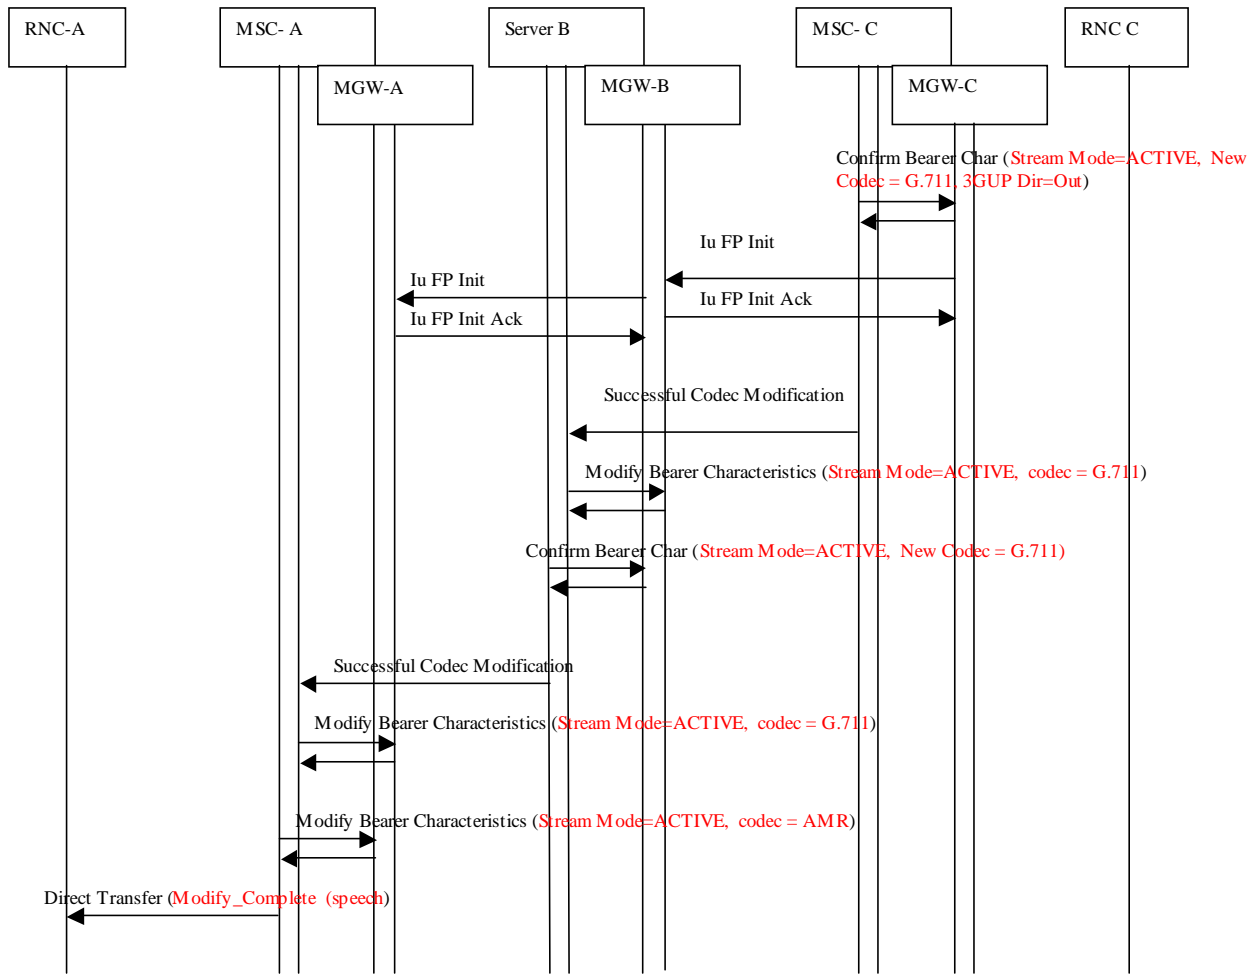 RNC-A
MSC- A
Server B
MSC- C
RNC C
MGW-A
MGW-B
MGW-C
Confirm Bearer Char (Stream Mode=ACTIVE, New
Codec = G.711, 3GUP Dir=Out)
Iu FP Init
Iu FP Init
Iu FP Init Ack
Iu FP Init Ack
Successful Codec Modification
Modify Bearer Characteristics (Stream Mode=ACTIVE, codec = G.711)
Confirm Bearer Char (Stream Mode=ACTIVE, New Codec = G.711)
Successful Codec Modification
Modify Bearer Characteristics (Stream Mode=ACTIVE, codec = G.711)
Modify Bearer Characteristics (Stream Mode=ACTIVE, codec = AMR)
Direct Transfer (Modify_Complete (speech)